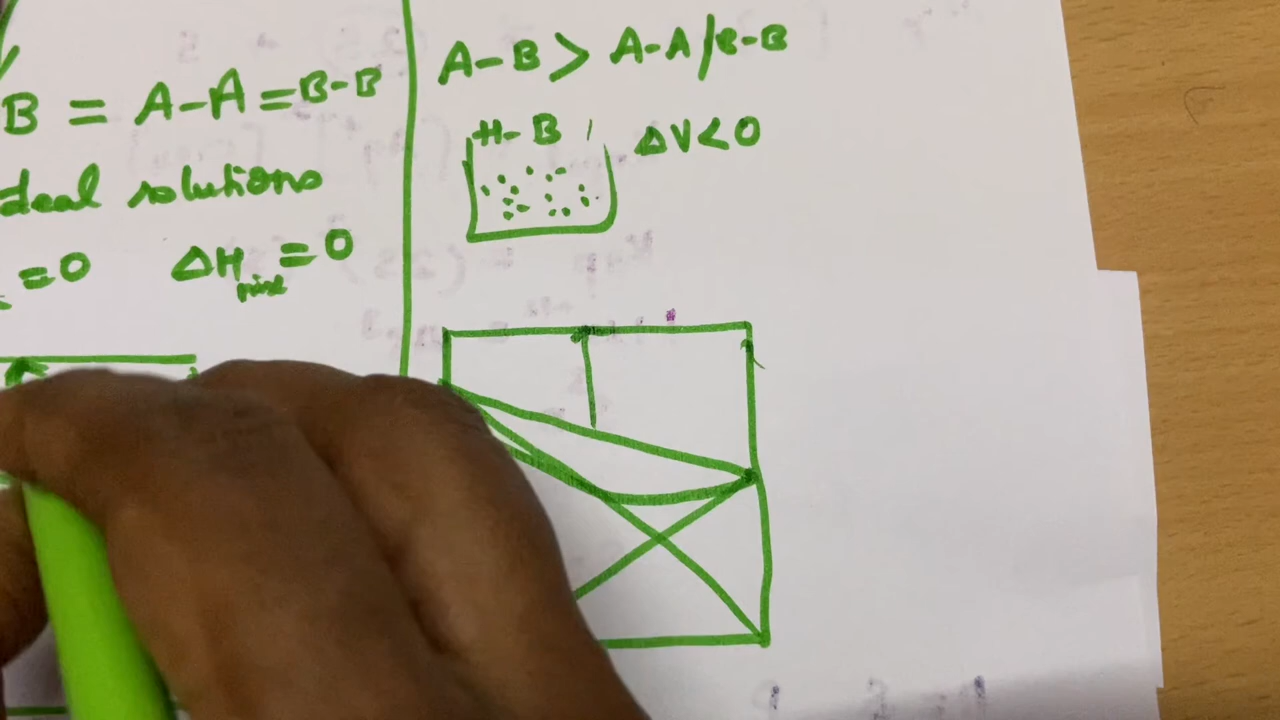 B = A-A = B-B
deal solutions
=0 ΔHmix = 0
A-B > A-A/B-B
H-B
ΔV<0